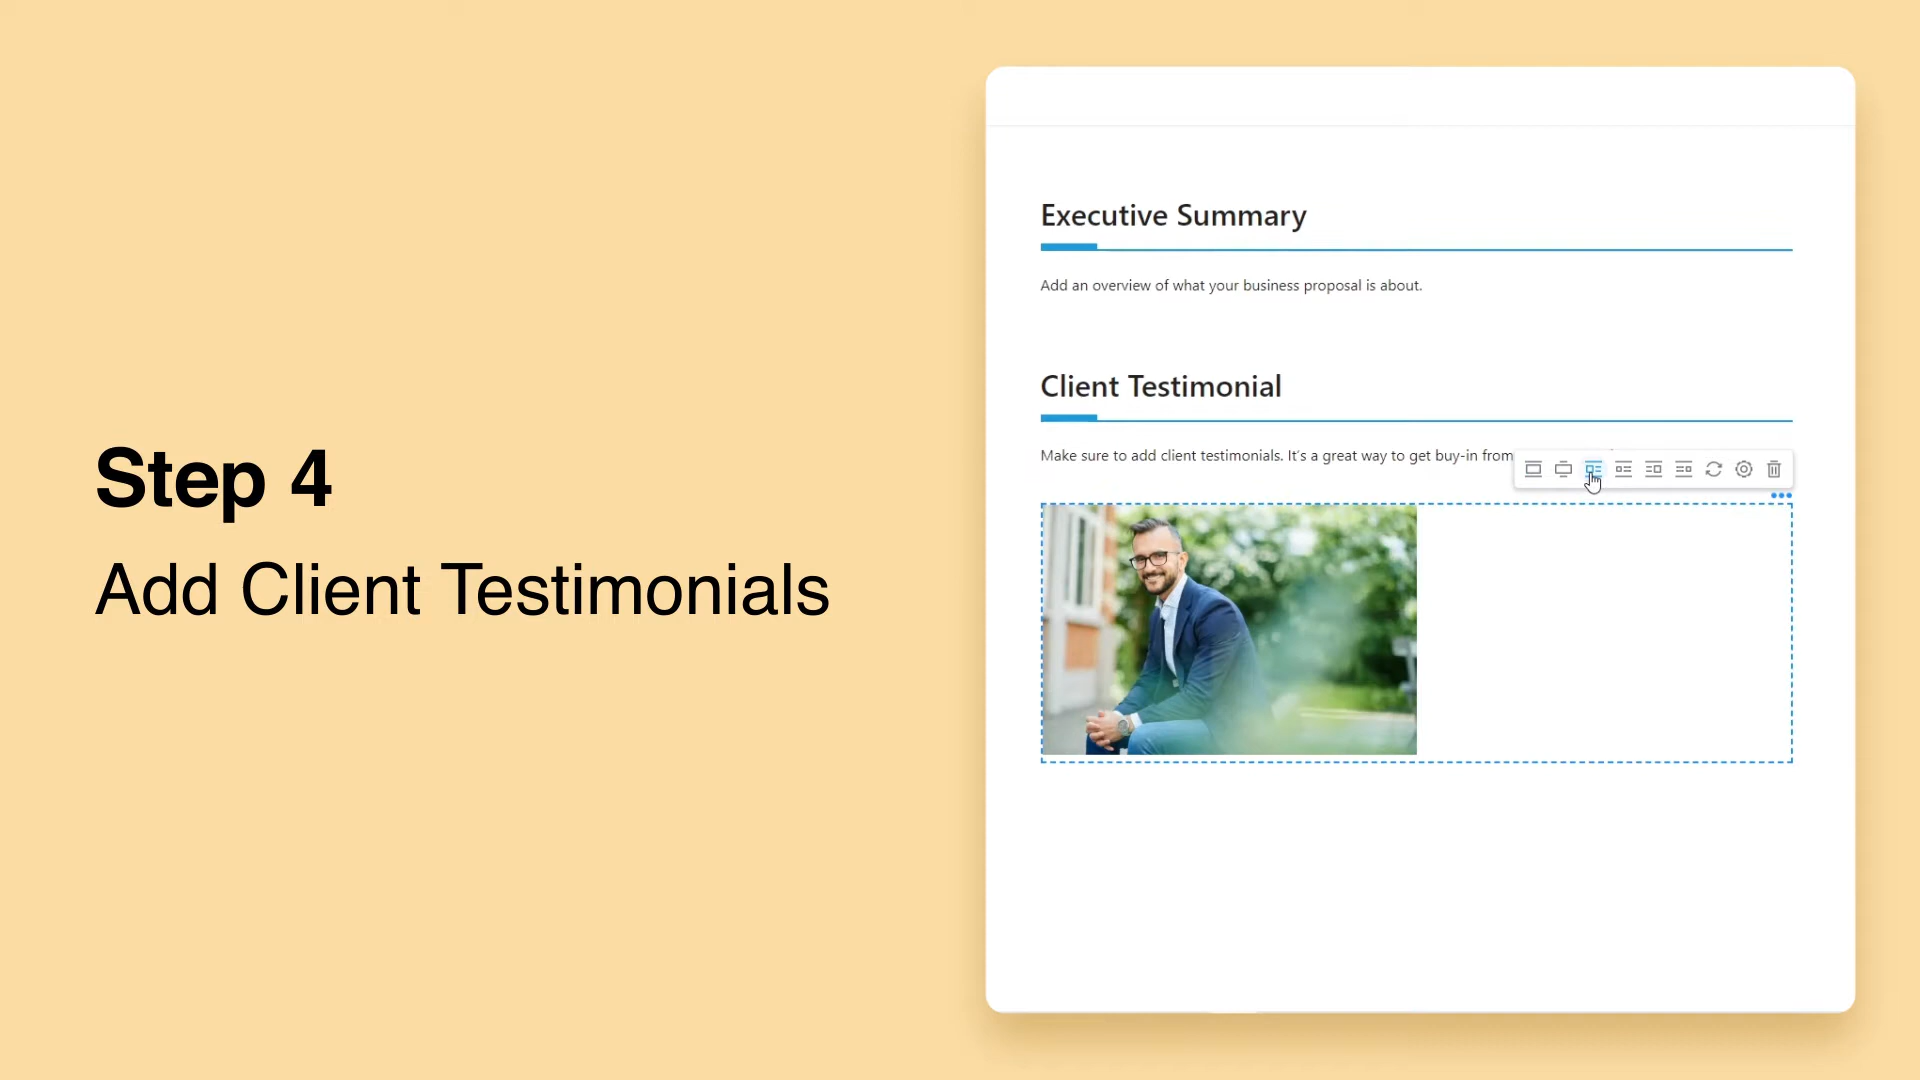 Step 4
Add Client Testimonials
Executive Summary
Add an overview of what your business proposal is about.
Client Testimonial
Make sure to add client testimonials. It's a great way to get buy-in from